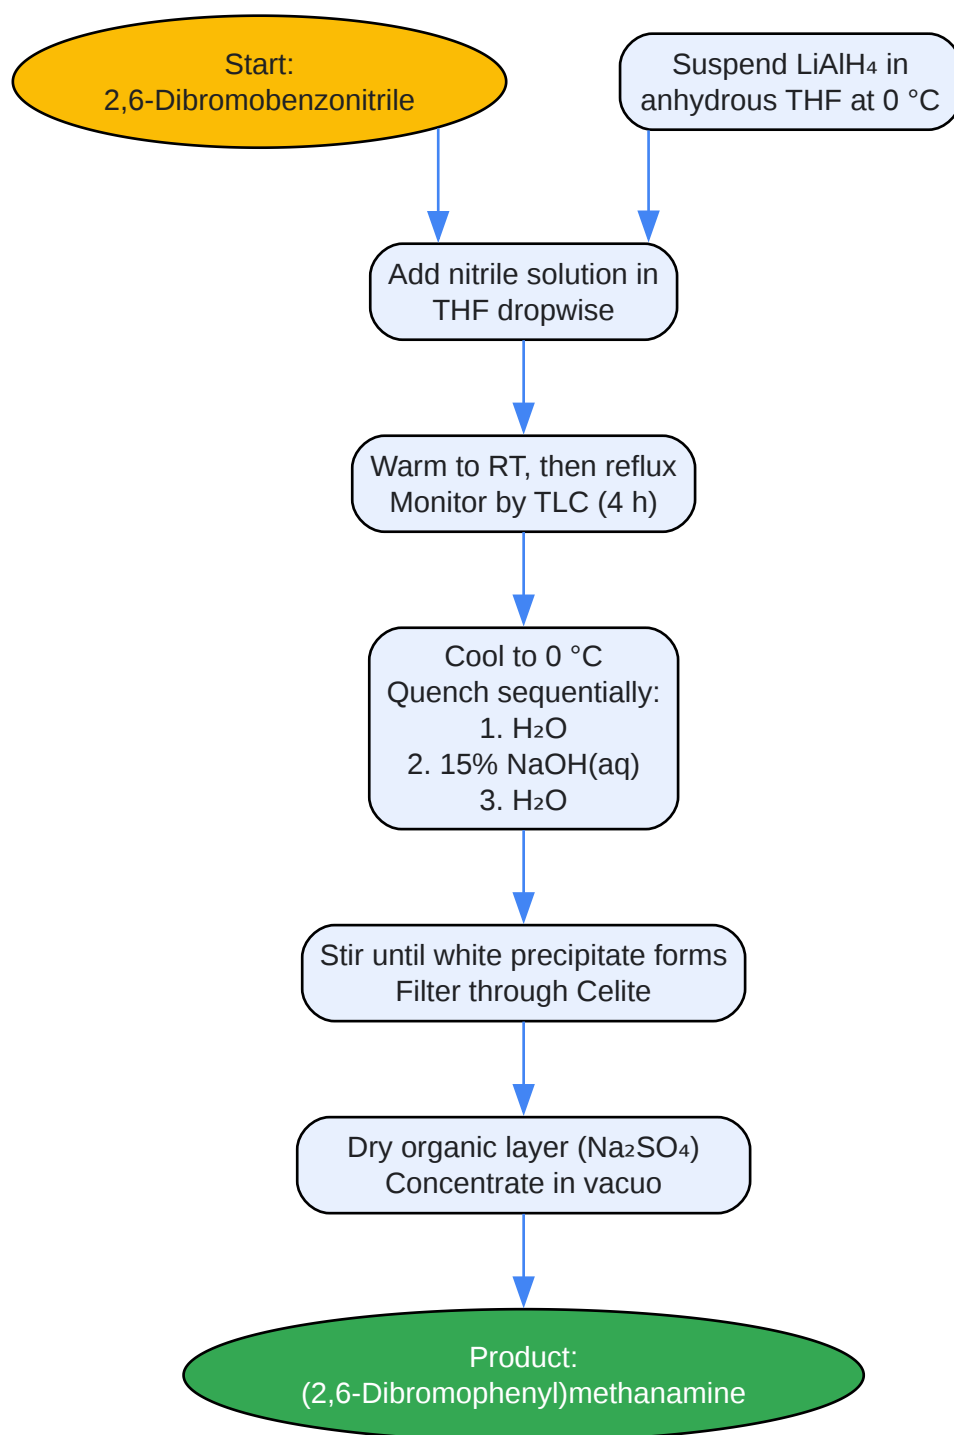 Start:
2,6-Dibromobenzonitrile
Suspend LiAlH₄ in
anhydrous THF at 0 °C
Add nitrile solution in
THF dropwise
Warm to RT, then reflux
Monitor by TLC (4 h)
Cool to 0 °C
Quench sequentially:
1. H₂O
2. 15% NaOH(aq)
3. H₂O
Stir until white precipitate forms
Filter through Celite
Dry organic layer (Na₂SO₄)
Concentrate in vacuo
Product:
(2,6-Dibromophenyl)methanamine